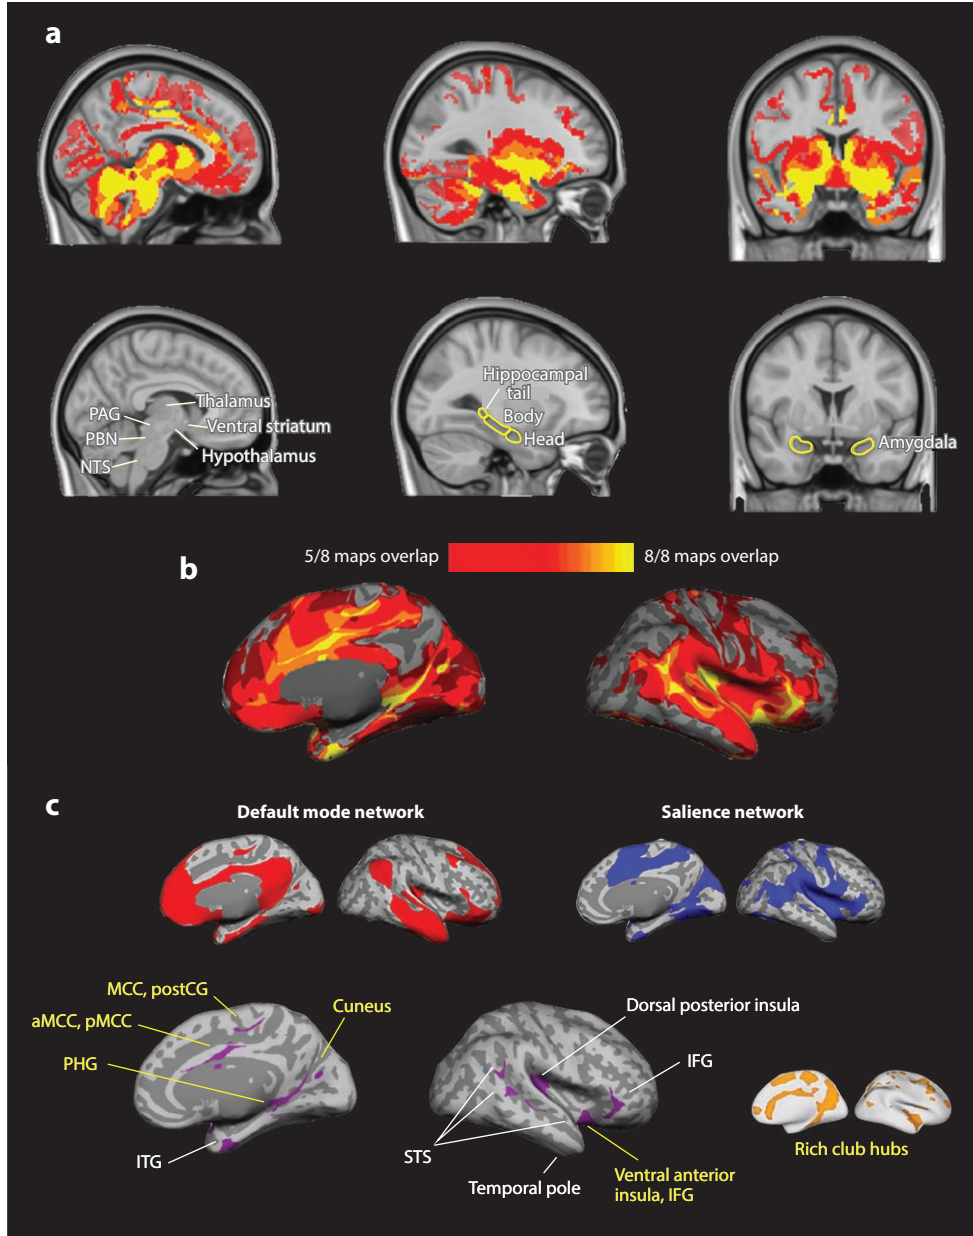 a
Hippocampal
tail
Thalamus
PAG
Body
Ventral striatum
PBN
Head
Amygdala
Hypothalamus
NTS
5/8 maps overlap
8/8 maps overlap
b
c
Default mode network
Salience network
MCC, postCG
Cuneus
Dorsal posterior insula
aMCC, pMCC
PHG
IFG
ITG
STS
Rich club hubs
Temporal pole
Ventral anterior
insula, IFG